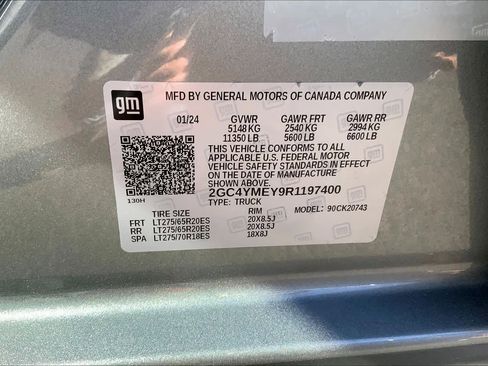 gm
MFD BY GENERAL MOTORS OF CANADA COMPANY
01/24 GVWR GAWR FRT GAWR RR
5148 KG 2540 KG 2994 KG
11350 LB 5600 LB 6600 LB
THIS VEHICLE CONFORMS TO ALL
APPLICABLE U.S. FEDERAL MOTOR
VEHICLE SAFETY STANDARDS IN EFFECT
ON THE DATE OF MANUFACTURE
2GC4YMEY9R1197400
TYPE: TRUCK MODEL: 90CK20743
130H
TIRE SIZE RIM
FRT LT275/65R20ES 20X8.5J
RR LT275/65R20ES 20X8.5J
SPA LT275/70R18ES 18X8J